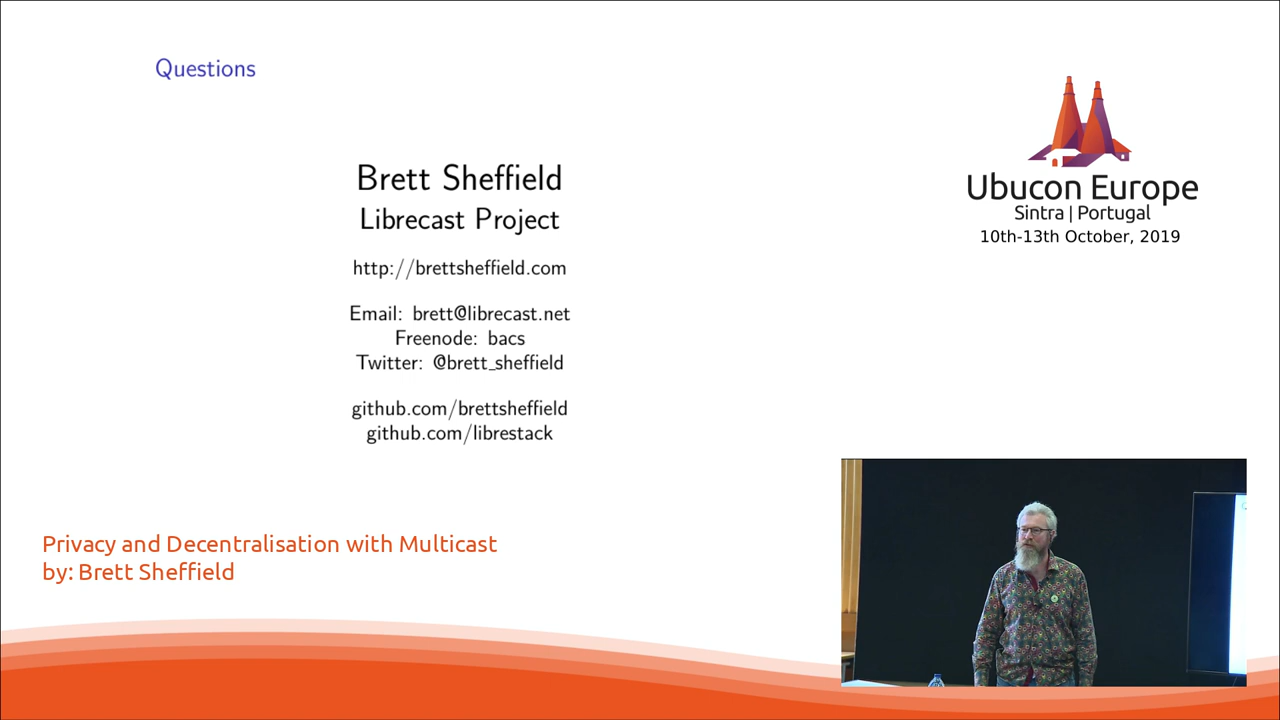 Questions
Brett Sheffield
Librecast Project
http://brettsheffield.com
Email: brett@librecast.net
Freenode: bacs
Twitter: @brett_sheffield
github.com/brettsheffield
github.com/librestack
Ubucon Europe
Sintra | Portugal
10th-13th October, 2019
Privacy and Decentralisation with Multicast
by: Brett Sheffield